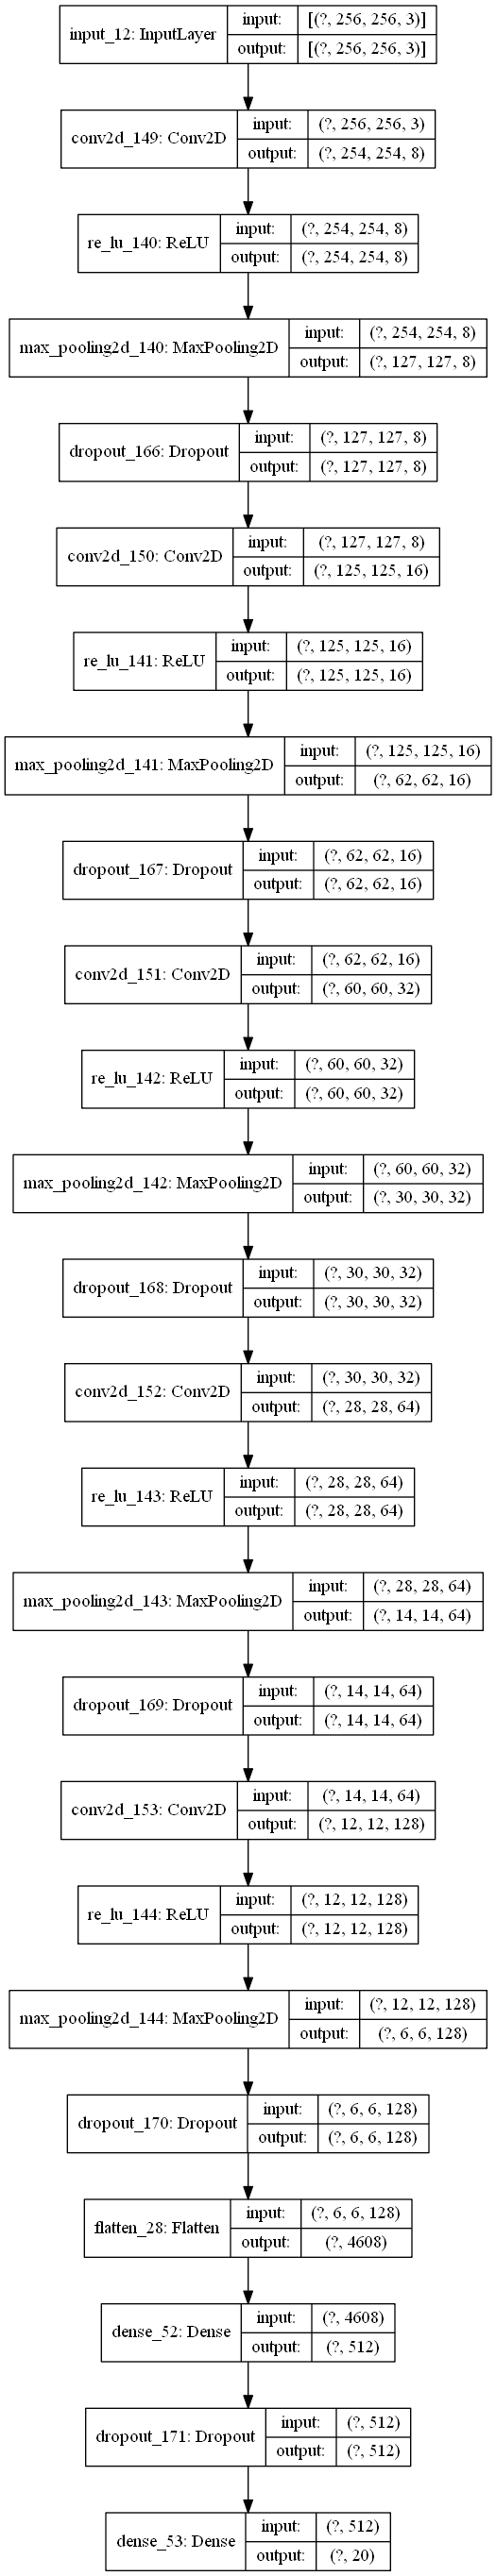 input_12: InputLayer
input:
[(?, 256, 256, 3)]
output:
[(?, 256, 256, 3)]
conv2d_149: Conv2D
input:
(?, 256, 256, 3)
output:
(?, 254, 254, 8)
re_lu_140: ReLU
input:
(?, 254, 254, 8)
output:
(?, 254, 254, 8)
max_pooling2d_140: MaxPooling2D
input:
(?, 254, 254, 8)
output:
(?, 127, 127, 8)
dropout_166: Dropout
input:
(?, 127, 127, 8)
output:
(?, 127, 127, 8)
conv2d_150: Conv2D
input:
(?, 127, 127, 8)
output:
(?, 125, 125, 16)
re_lu_141: ReLU
input:
(?, 125, 125, 16)
output:
(?, 125, 125, 16)
max_pooling2d_141: MaxPooling2D
input:
(?, 125, 125, 16)
output:
(?, 62, 62, 16)
dropout_167: Dropout
input:
(?, 62, 62, 16)
output:
(?, 62, 62, 16)
conv2d_151: Conv2D
input:
(?, 62, 62, 16)
output:
(?, 60, 60, 32)
re_lu_142: ReLU
input:
(?, 60, 60, 32)
output:
(?, 60, 60, 32)
max_pooling2d_142: MaxPooling2D
input:
(?, 60, 60, 32)
output:
(?, 30, 30, 32)
dropout_168: Dropout
input:
(?, 30, 30, 32)
output:
(?, 30, 30, 32)
conv2d_152: Conv2D
input:
(?, 30, 30, 32)
output:
(?, 28, 28, 64)
re_lu_143: ReLU
input:
(?, 28, 28, 64)
output:
(?, 28, 28, 64)
max_pooling2d_143: MaxPooling2D
input:
(?, 28, 28, 64)
output:
(?, 14, 14, 64)
dropout_169: Dropout
input:
(?, 14, 14, 64)
output:
(?, 14, 14, 64)
conv2d_153: Conv2D
input:
(?, 14, 14, 64)
output:
(?, 12, 12, 128)
re_lu_144: ReLU
input:
(?, 12, 12, 128)
output:
(?, 12, 12, 128)
max_pooling2d_144: MaxPooling2D
input:
(?, 12, 12, 128)
output:
(?, 6, 6, 128)
dropout_170: Dropout
input:
(?, 6, 6, 128)
output:
(?, 6, 6, 128)
flatten_28: Flatten
input:
(?, 6, 6, 128)
output:
(?, 4608)
dense_52: Dense
input:
(?, 4608)
output:
(?, 512)
dropout_171: Dropout
input:
(?, 512)
output:
(?, 512)
dense_53: Dense
input:
(?, 512)
output:
(?, 20)